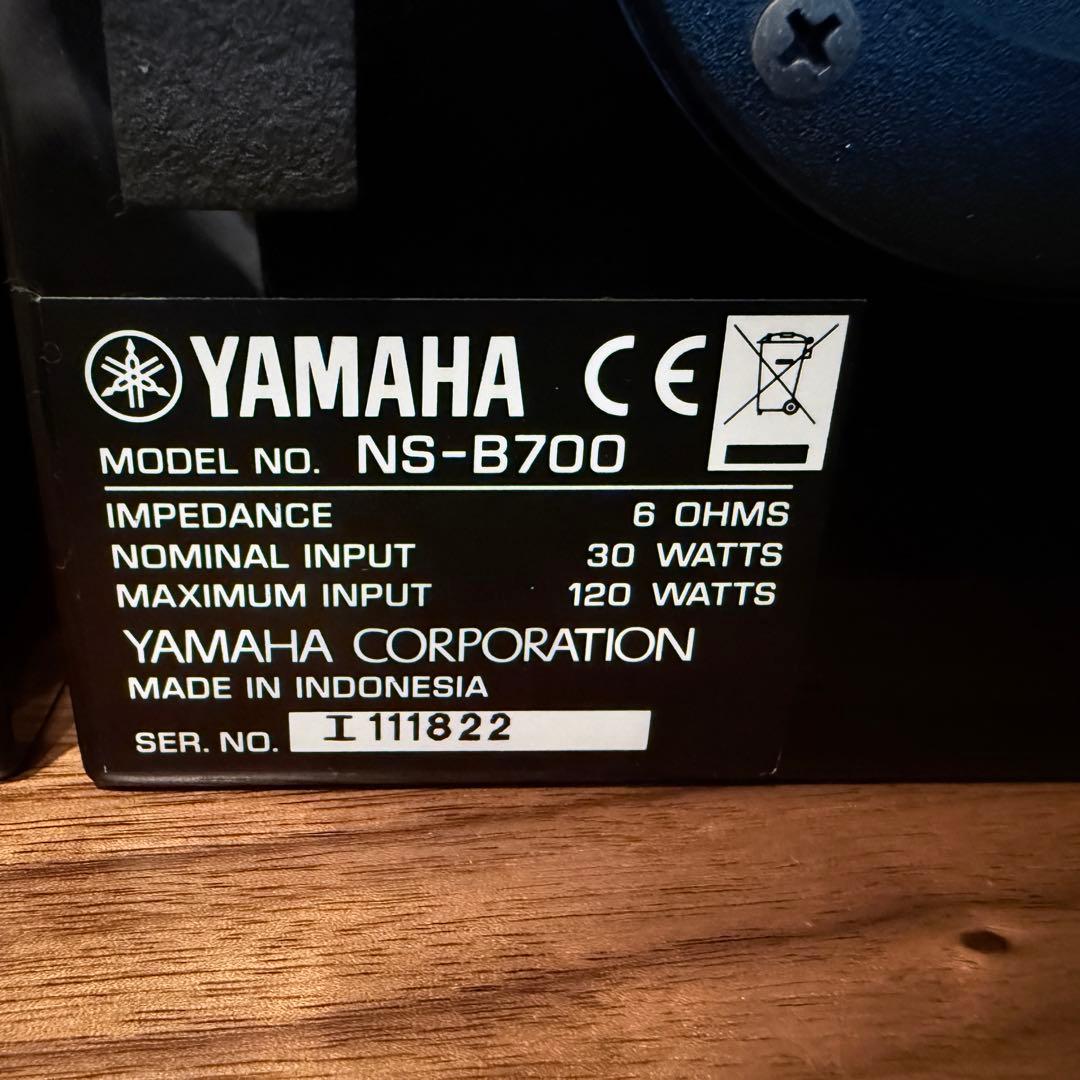 YAMAHA CE
MODEL NO. NS-B700
IMPEDANCE 6 OHMS
NOMINAL INPUT 30 WATTS
MAXIMUM INPUT 120 WATTS
YAMAHA CORPORATION
MADE IN INDONESIA
SER. NO. I111822